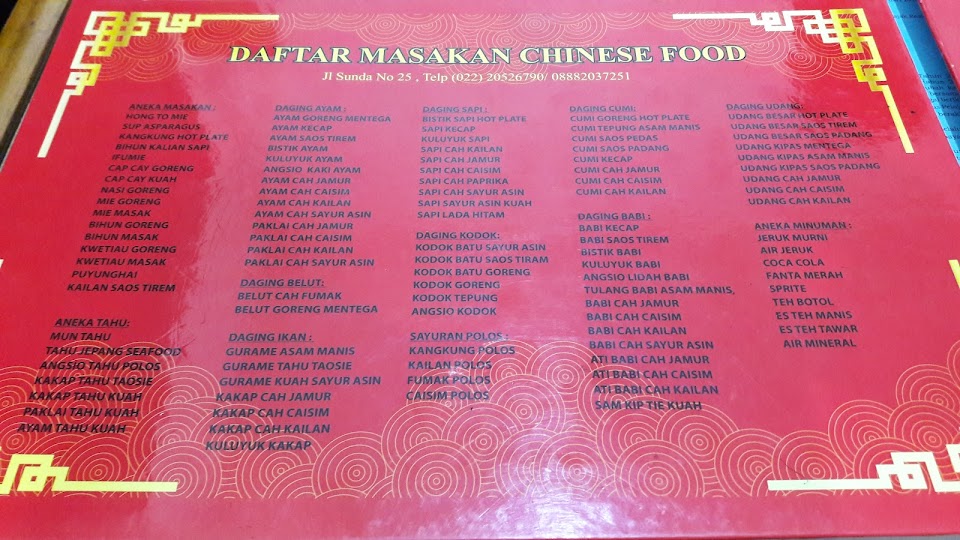 DAFTAR MASAKAN CHINESE FOOD
Jl Sunda No 25 , Telp (022) 20526790/ 08882037251
ANEKA MASAKAN :
HONG TO MIE
SUP ASPARAGUS
KANGKUNG HOT PLATE
BIHUN KALIAN SAPI
IFUMIE
CAP CAY GORENG
CAP CAY KUAH
NASI GORENG
MIE GORENG
MIE MASAK
BIHUN GORENG
BIHUN MASAK
KWETIAU GORENG
KWETIAU MASAK
PUYUNGHAI
KAILAN SAOS TIREM
ANEKA TAHU:
MUN TAHU
TAHU JEPANG SEAFOOD
ANGSIO TAHU POLOS
KAKAP TAHU TAOSIE
KAKAP TAHU KUAH
PAKLAI TAHU KUAH
AYAM TAHU KUAH
DAGING AYAM :
AYAM GORENG MENTEGA
AYAM KECAP
AYAM SAOS TIREM
BISTIK AYAM
KULUYUK AYAM
ANGSIO KAKI AYAM
AYAM CAH JAMUR
AYAM CAH CAISIM
AYAM CAH KAILAN
AYAM CAH SAYUR ASIN
PAKLAI CAH JAMUR
PAKLAI CAH CAISIM
PAKLAI CAH KAILAN
PAKLAI CAH SAYUR ASIN
DAGING BELUT:
BELUT CAH FUMAK
BELUT GORENG MENTEGA
DAGING IKAN :
GURAME ASAM MANIS
GURAME TAHU TAOSIE
GURAME KUAH SAYUR ASIN
KAKAP CAH JAMUR
KAKAP CAH CAISIM
KAKAP CAH KAILAN
KULUYUK KAKAP
DAGING SAPI :
BISTIK SAPI HOT PLATE
SAPI KECAP
KULUYUK SAPI
SAPI CAH KAILAN
SAPI CAH JAMUR
SAPI CAH CAISIM
SAPI CAH PAPRIKA
SAPI CAH SAYUR ASIN
SAPI SAYUR ASIN KUAH
SAPI LADA HITAM
DAGING KODOK:
KODOK BATU SAYUR ASIN
KODOK BATU SAOS TIRAM
KODOK BATU GORENG
KODOK GORENG
KODOK TEPUNG
ANGSIO KODOK
SAYURAN POLOS :
KANGKUNG POLOS
KAILAN POLOS
FUMAK POLOS
CAISIM POLOS
DAGING CUMI:
CUMI GORENG HOT PLATE
CUMI TEPUNG ASAM MANIS
CUMI SAOS PEDAS
CUMI SAOS PADANG
CUMI KECAP
CUMI CAH JAMUR
CUMI CAH CAISIM
CUMI CAH KAILAN
DAGING BABI :
BABI KECAP
BABI SAOS TIREM
BISTIK BABI
KULUYUK BABI
ANGSIO LIDAH BABI
TULANG BABI ASAM MANIS,
BABI CAH JAMUR
BABI CAH CAISIM
BABI CAH KAILAN
BABI CAH SAYUR ASIN
ATI BABI CAH JAMUR
ATI BABI CAH CAISIM
ATI BABI CAH KAILAN
SAM KIP TIE KUAH
DAGING UDANG:
UDANG BESAR HOT PLATE
UDANG BESAR SAOS TIREM
UDANG BESAR SAOS PADANG
UDANG KIPAS MENTEGA
UDANG KIPAS ASAM MANIS
UDANG KIPAS SAOS PADANG
UDANG CAH JAMUR
UDANG CAH CAISIM
UDANG CAH KAILAN
ANEKA MINUMAN :
JERUK MURNI
AIR JERUK
COCA COLA
FANTA MERAH
SPRITE
TEH BOTOL
ES TEH MANIS
ES TEH TAWAR
AIR MINERAL